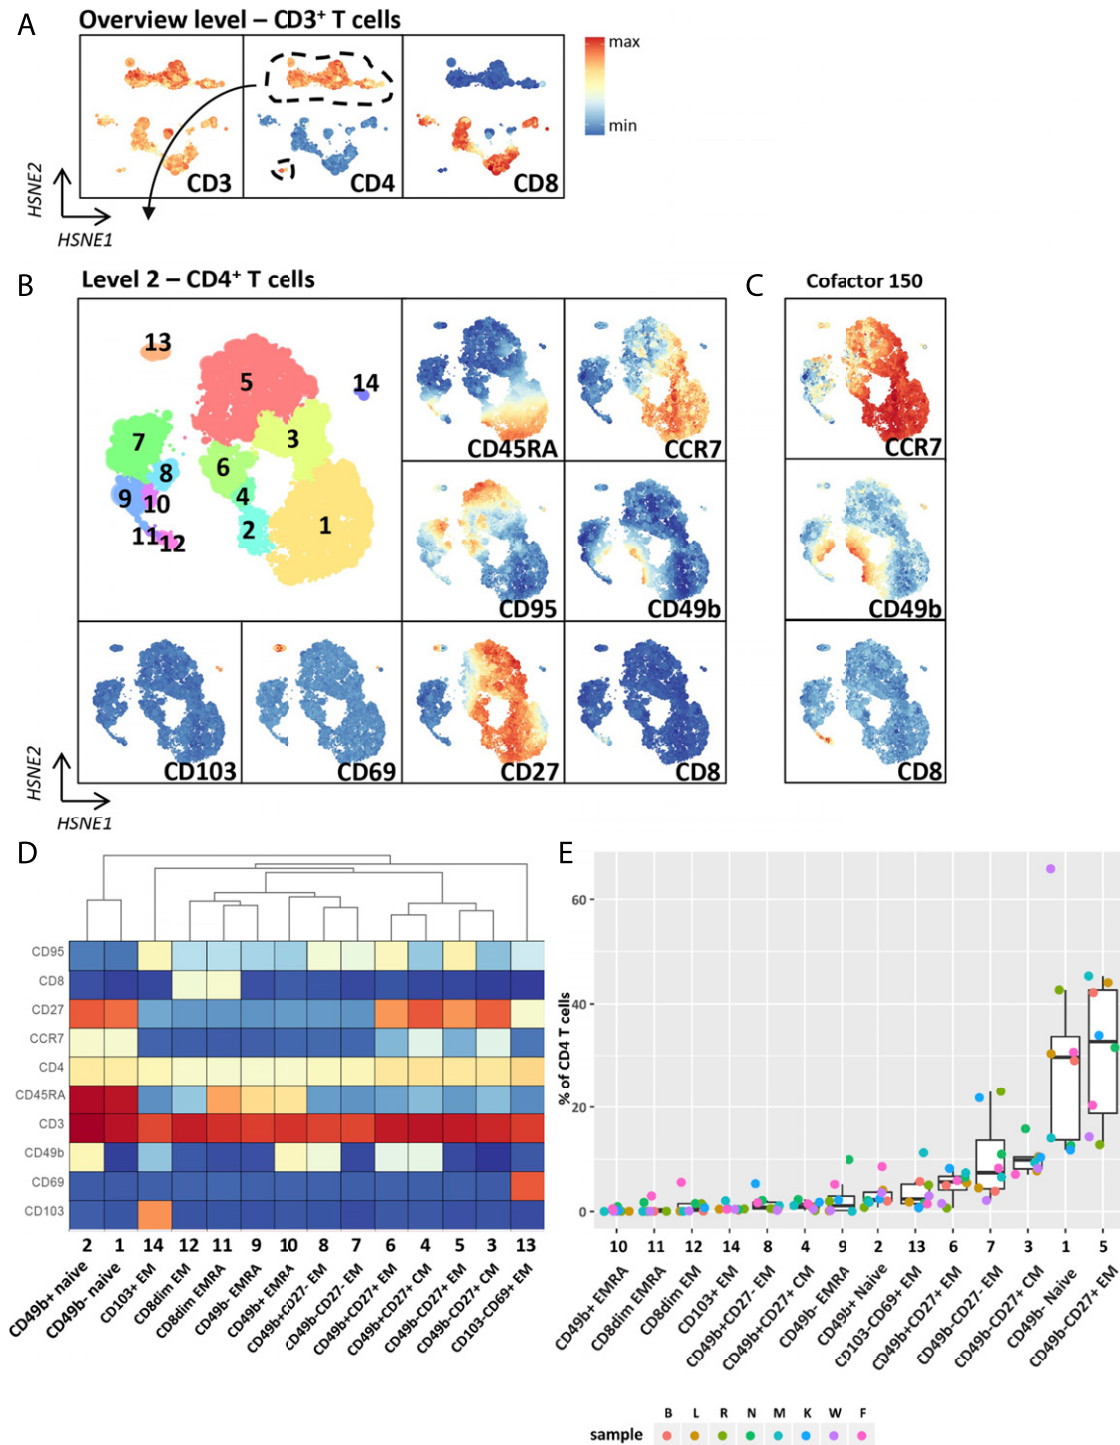 A
Overview level – CD3+ T cells
max
min
CD3
CD4
CD8
HSNE2
HSNE1
B
Level 2 – CD4+ T cells
C
Cofactor 150
13
5
14
7
3
8
6
9
10
4
11
12
2
1
CD45RA
CCR7
CCR7
CD95
CD49b
CD49b
CD103
CD69
CD27
CD8
CD8
HSNE2
HSNE1
D
CD95
CD8
CD27
CCR7
CD4
CD45RA
CD3
CD49b
CD69
CD103
2 1 14 12 11 9 10 8 7 6 4 5 3 13
CD49b+ naive
CD49b- naive
CD103+ EM
CD8dim EM
CD8dim EMRA
CD49b- EMRA
CD49b+ EMRA
CD49b+CD27- EM
CD49b-CD27- EM
CD49b+CD27+ EM
CD49b+CD27+ CM
CD49b-CD27+ EM
CD49b-CD27+ CM
CD103-CD69+ EM
E
% of CD4 T cells
60
40
20
0
10 11 12 14 8 4 9 2 13 6 7 3 1 5
CD49b+ EMRA
CD8dim EMRA
CD8dim EM
CD103+ EM
CD49b+CD27- EM
CD49b+CD27+ CM
CD49b- EMRA
CD49b+ Naive
CD103-CD69+ EM
CD49b+CD27+ EM
CD49b-CD27- EM
CD49b-CD27+ CM
CD49b- Naive
CD49b-CD27+ EM
B L R N M K W F
sample